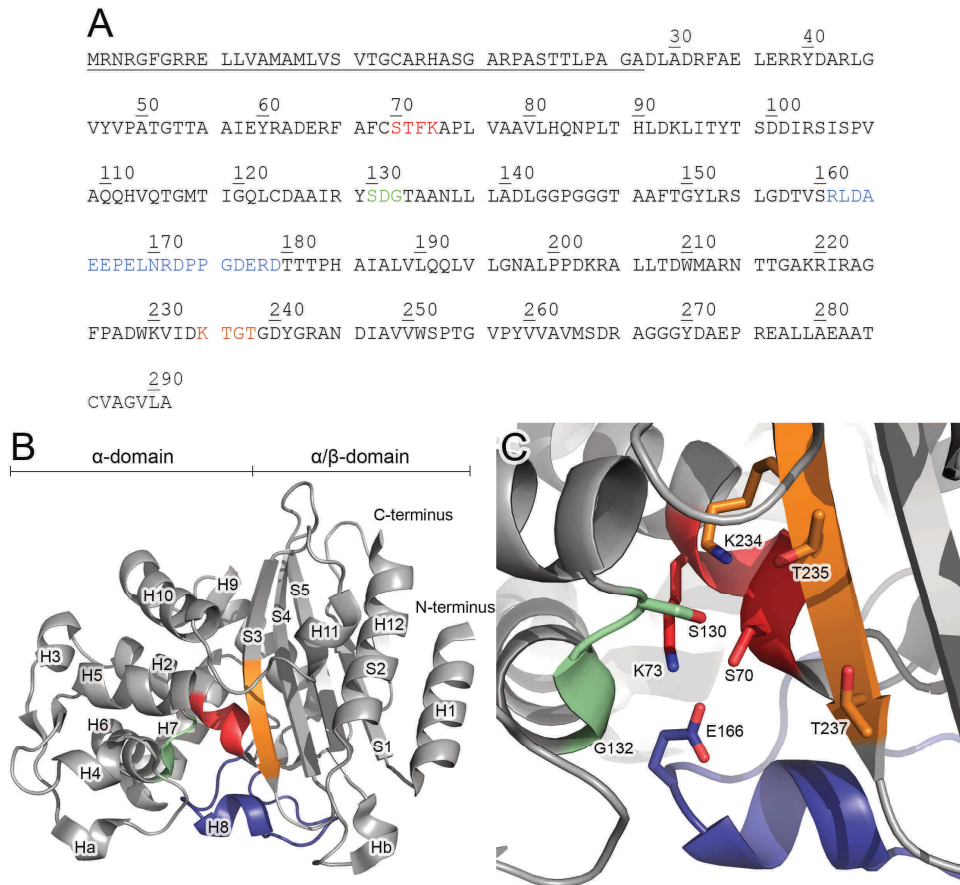 A
30 40
MRNRGFGRRE LLVAMAMLVS VTGCARHASG ARPASTTLPA GADLADRFAE LERRYDARLG
50 60 70 80 90 100
VYVPATGTTA AIEYRADERF AFCSTFKAPL VAAVLHQNPLT HLDKLITYT SDDIRSISPV
110 120 130 140 150 160
AQQHVQTGMT IGQLCDAAIR YSDGTAANLL LADLGGPGGGT AAFTGYLRS LGDTVSRLDA
170 180 190 200 210 220
EEPELNRDPP GDERDTTTPH AIALVLQQLV LGNALPPDKRA LLTDWMARN TTGAKRIRAG
230 240 250 260 270 280
FPADWKVIDK TGTGDYGRAN DIAVVWSPTG VPYVVAVMSDR AGGGYDAEP REALLAEAAT
290
CVAGVLA
B
α-domain α/β-domain
C-terminus
N-terminus
H9
H10
S5
S4
S3
H11
H12
H3
H5
H2
S2
H1
H6
H7
S1
H4
H8
Ha
Hb
C
K234
T235
S130
K73
S70
T237
E166
G132